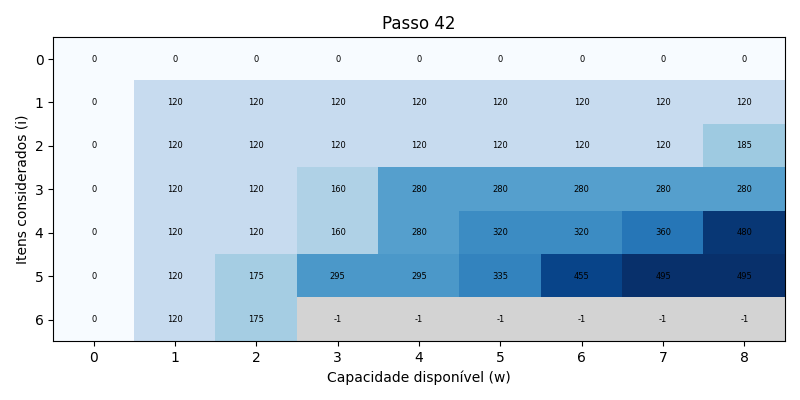 Passo 42
Itens considerados (i)
0 0 0 0 0 0 0 0 0 0
1 0 120 120 120 120 120 120 120 120
2 0 120 120 120 120 120 120 120 185
3 0 120 120 160 280 280 280 280 280
4 0 120 120 160 280 320 320 360 480
5 0 120 175 295 295 335 455 495 495
6 0 120 175 -1 -1 -1 -1 -1 -1
0 1 2 3 4 5 6 7 8
Capacidade disponível (w)